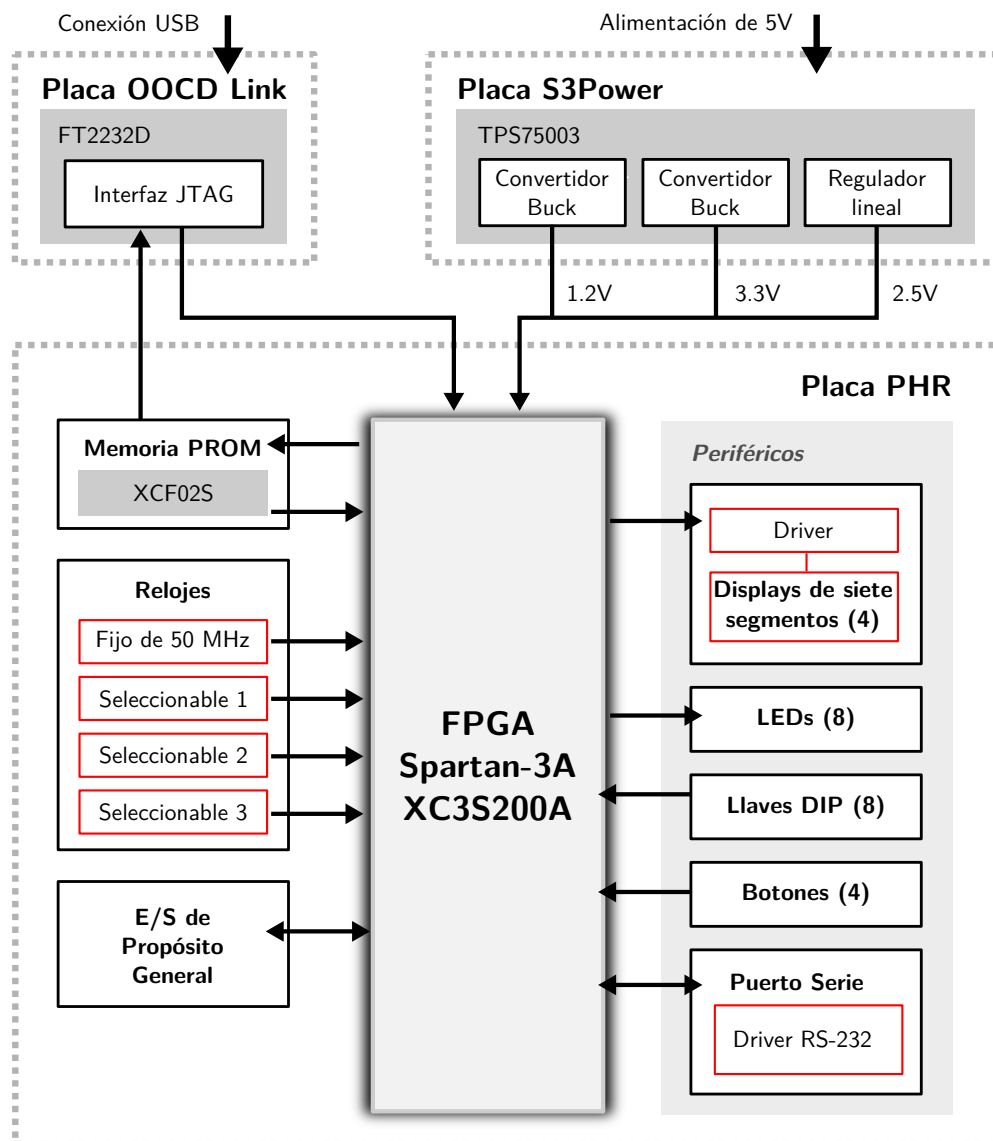 Conexión USB
Alimentación de 5V
Placa OOCD Link
FT2232D
Interfaz JTAG
Placa S3Power
TPS75003
Convertidor
Buck
Convertidor
Buck
Regulador
lineal
1.2V
3.3V
2.5V
Placa PHR
Memoria PROM
XCF02S
Relojes
Fijo de 50 MHz
Seleccionable 1
Seleccionable 2
Seleccionable 3
E/S de
Propósito
General
FPGA
Spartan-3A
XC3S200A
Periféricos
Driver
Displays de siete
segmentos (4)
LEDs (8)
Llaves DIP (8)
Botones (4)
Puerto Serie
Driver RS-232